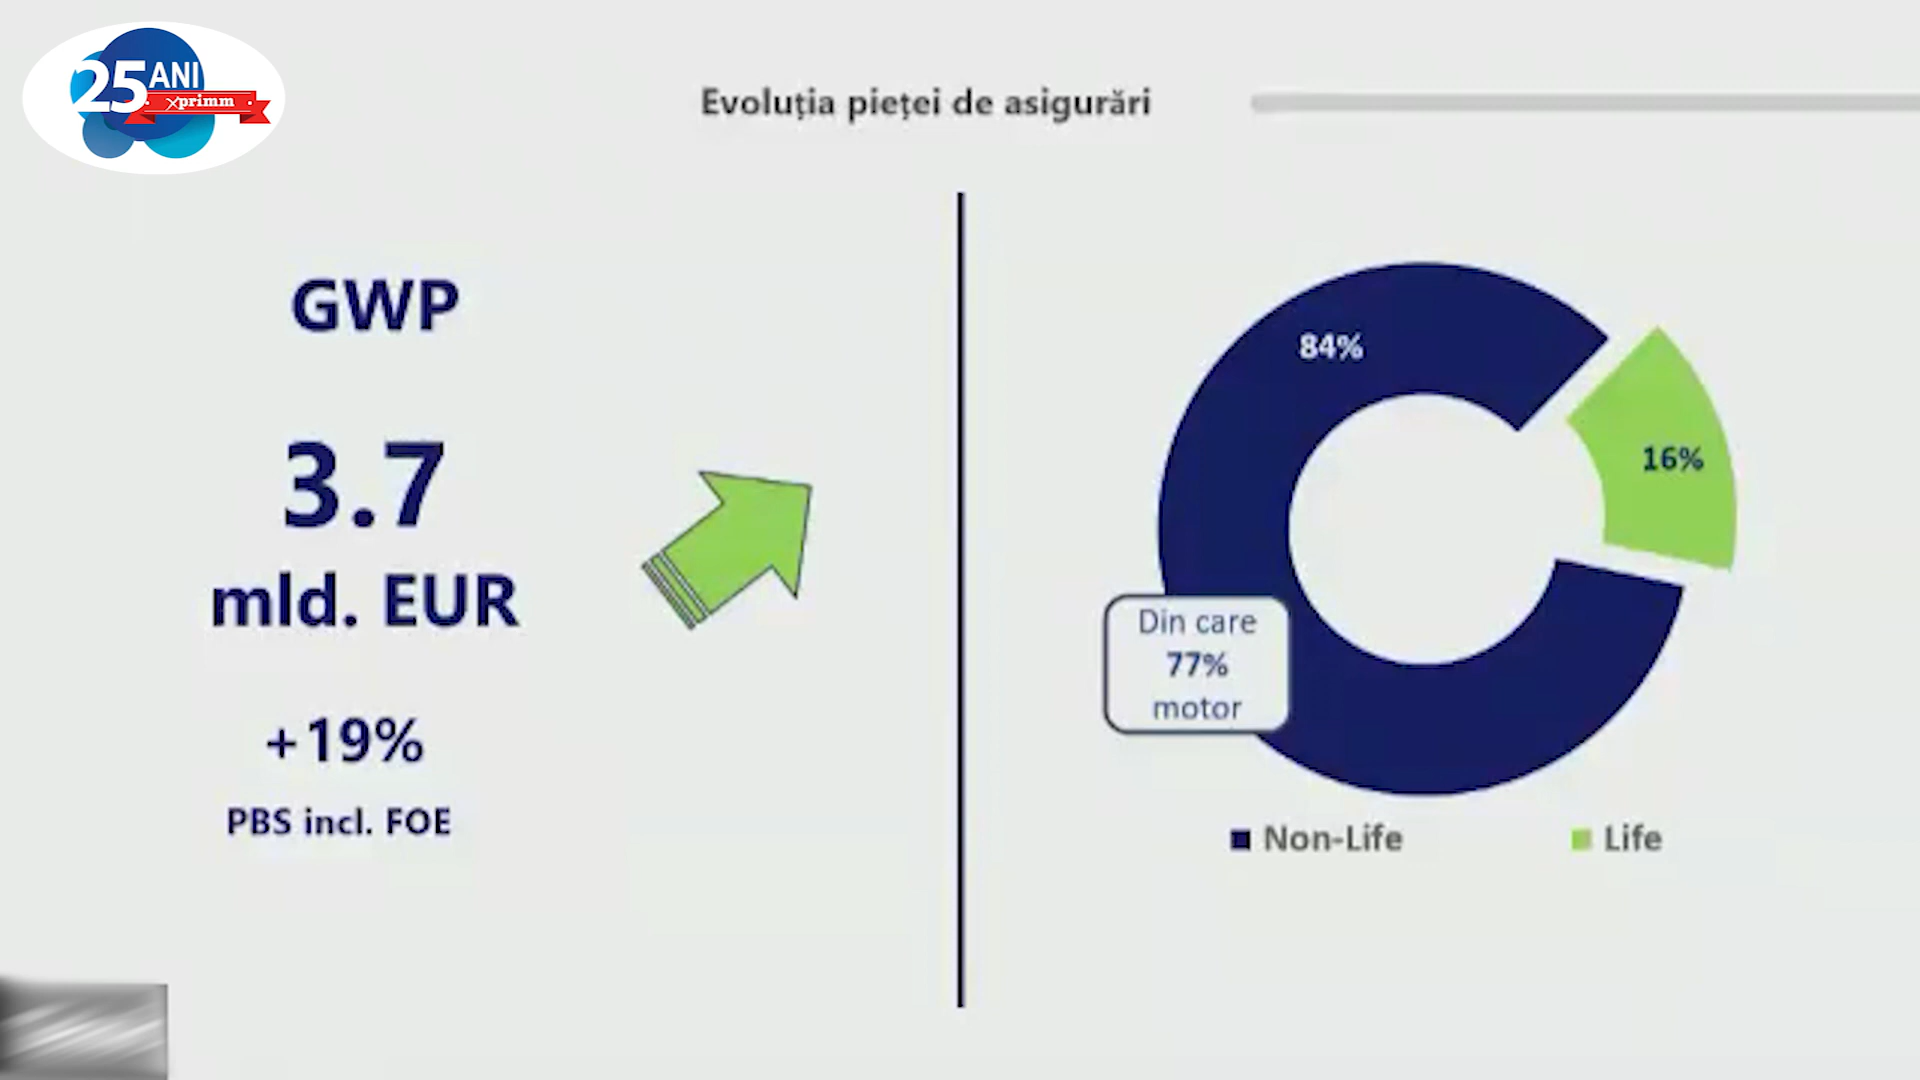 25 ANI
xprimm
Evoluția pieței de asigurări
GWP
3.7
mld. EUR
+19%
PBS incl. FOE
84%
16%
Din care
77%
motor
Non-Life
Life